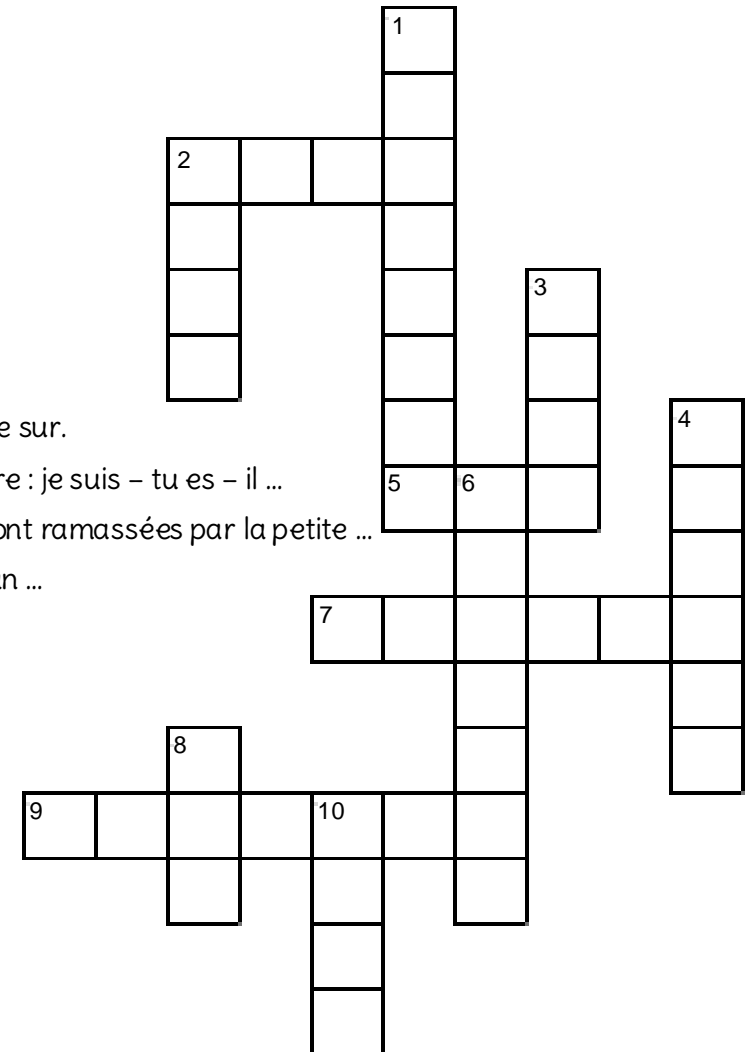 1
2
3
e sur.
4
re : je suis – tu es – il ...
5 6
ont ramassées par la petite ...
n ...
7
8
9 10